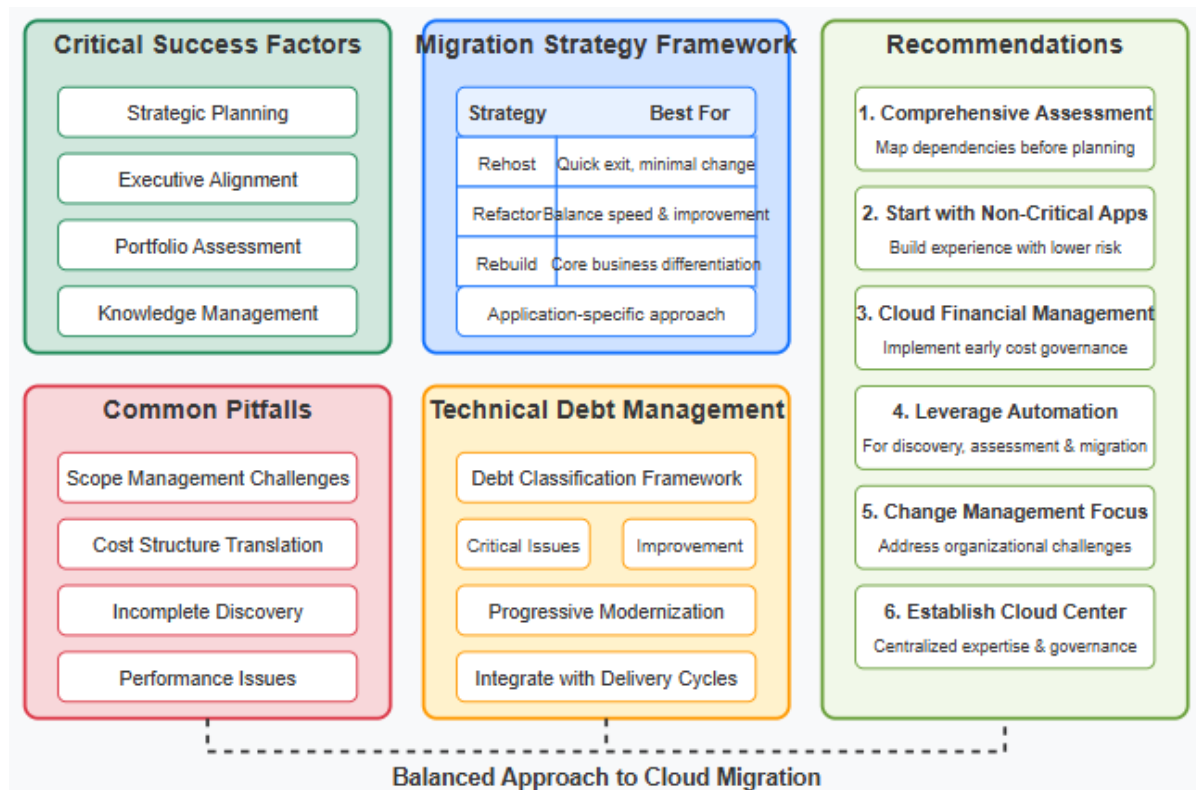 Critical Success Factors
Strategic Planning
Executive Alignment
Portfolio Assessment
Knowledge Management
Migration Strategy Framework
Strategy Best For
Rehost Quick exit, minimal change
Refactor Balance speed & improvement
Rebuild Core business differentiation
Application-specific approach
Recommendations
1. Comprehensive Assessment
Map dependencies before planning
2. Start with Non-Critical Apps
Build experience with lower risk
3. Cloud Financial Management
Implement early cost governance
4. Leverage Automation
For discovery, assessment & migration
5. Change Management Focus
Address organizational challenges
6. Establish Cloud Center
Centralized expertise & governance
Common Pitfalls
Scope Management Challenges
Cost Structure Translation
Incomplete Discovery
Performance Issues
Technical Debt Management
Debt Classification Framework
Critical Issues
Improvement
Progressive Modernization
Integrate with Delivery Cycles
Balanced Approach to Cloud Migration